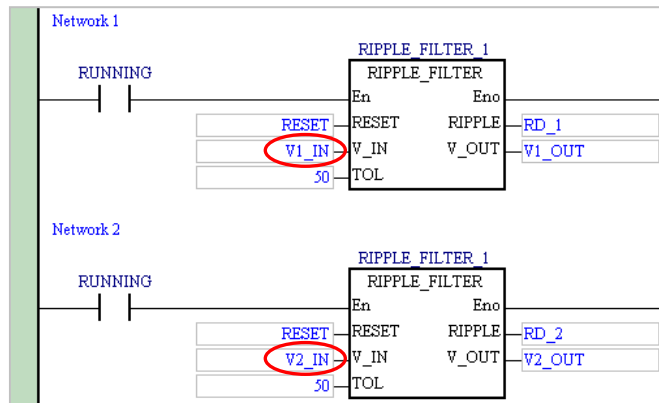 Network 1
RIPPLE_FILTER_1
RUNNING
RIPPLE_FILTER
En Eno
RESET RESET RIPPLE RD_1
V1_IN V_IN V_OUT V1_OUT
50 TOL
Network 2
RIPPLE_FILTER_1
RUNNING
RIPPLE_FILTER
En Eno
RESET RESET RIPPLE RD_2
V2_IN V_IN V_OUT V2_OUT
50 TOL